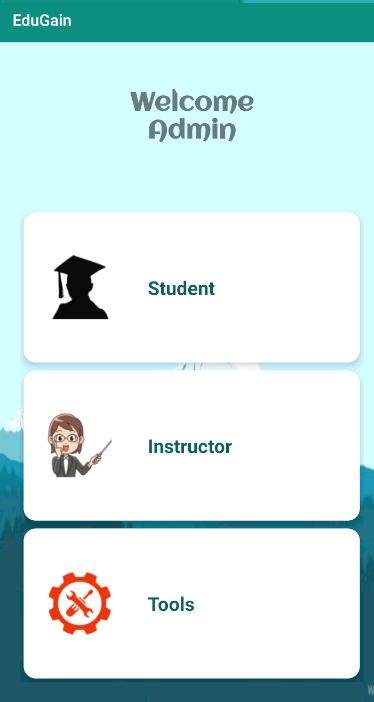 EduGain
Welcome
Admin
Student
Instructor
Tools